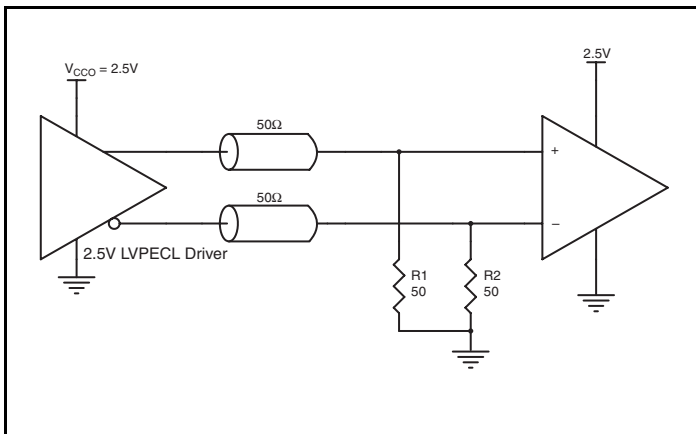 2.5V
V_CCO = 2.5V
50Ω
+
50Ω
–
2.5V LVPECL Driver
R1
50
R2
50